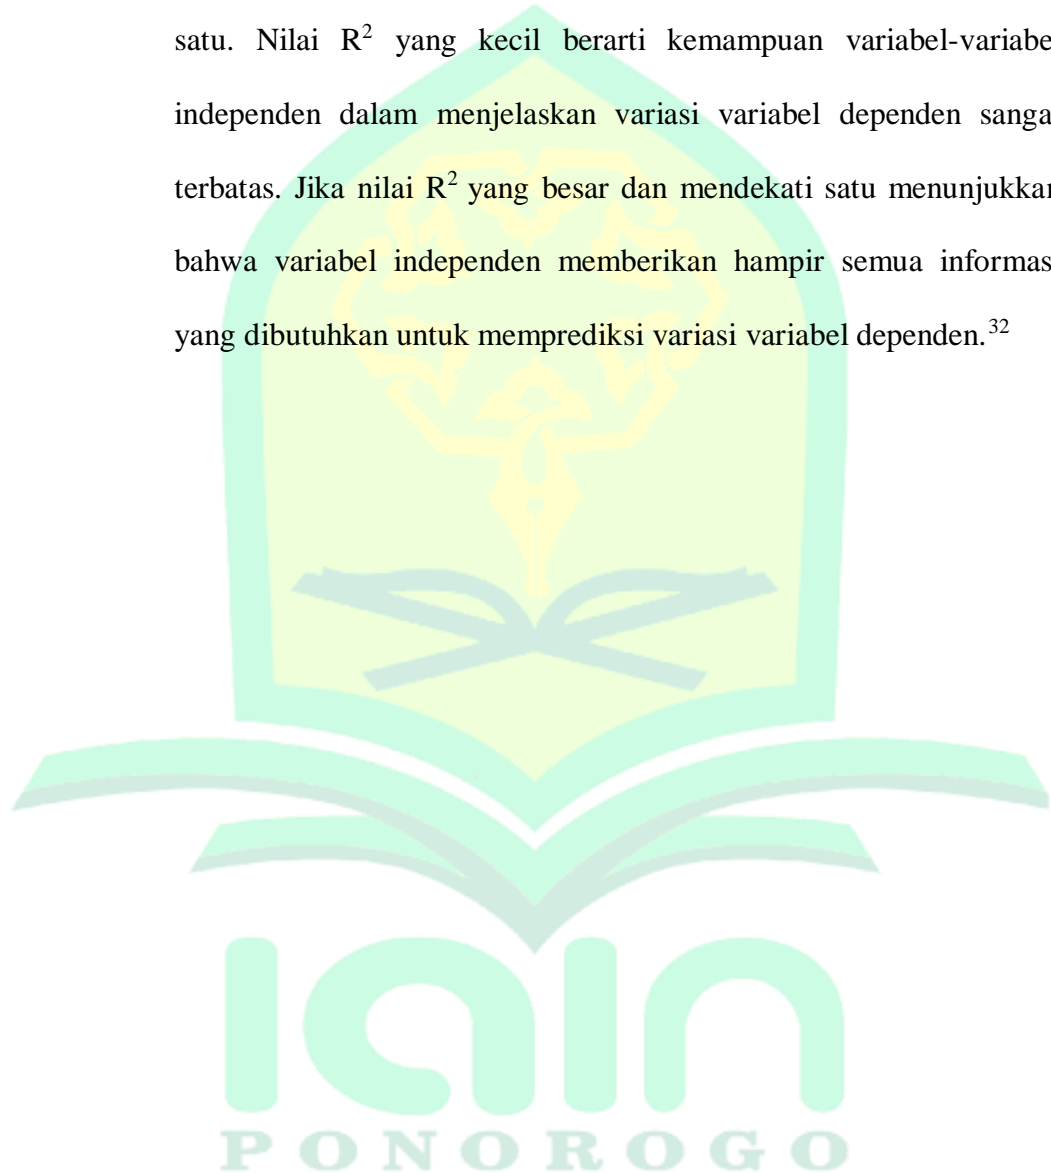 satu. Nilai R² yang kecil berarti kemampuan variabel-variabe
independen dalam menjelaskan variasi variabel dependen sanga
terbatas. Jika nilai R² yang besar dan mendekati satu menunjukka
bahwa variabel independen memberikan hampir semua informas
yang dibutuhkan untuk memprediksi variasi variabel dependen.³²
iain
PONOROGO